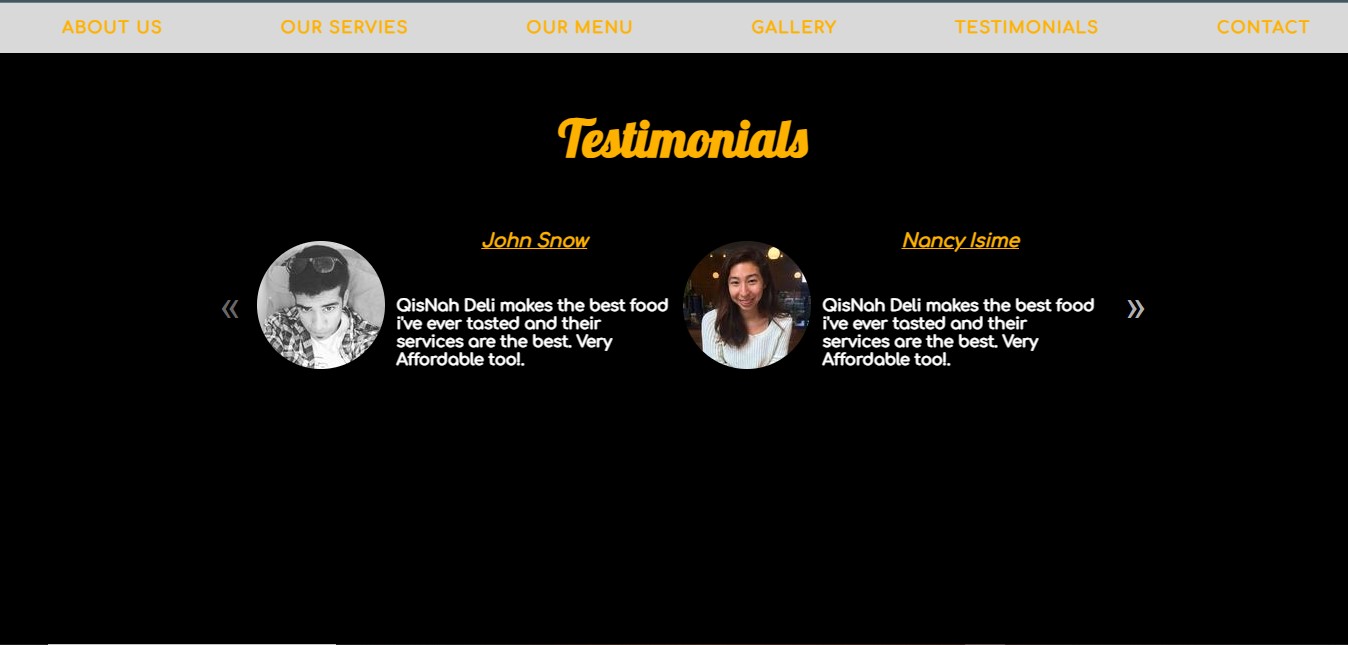 ABOUT US OUR SERVIES OUR MENU GALLERY TESTIMONIALS CONTACT
Testimonials
«
John Snow
QisNah Deli makes the best food
i've ever tasted and their
services are the best. Very
Affordable too!.
Nancy Isime
QisNah Deli makes the best food
i've ever tasted and their
services are the best. Very
Affordable too!.
»